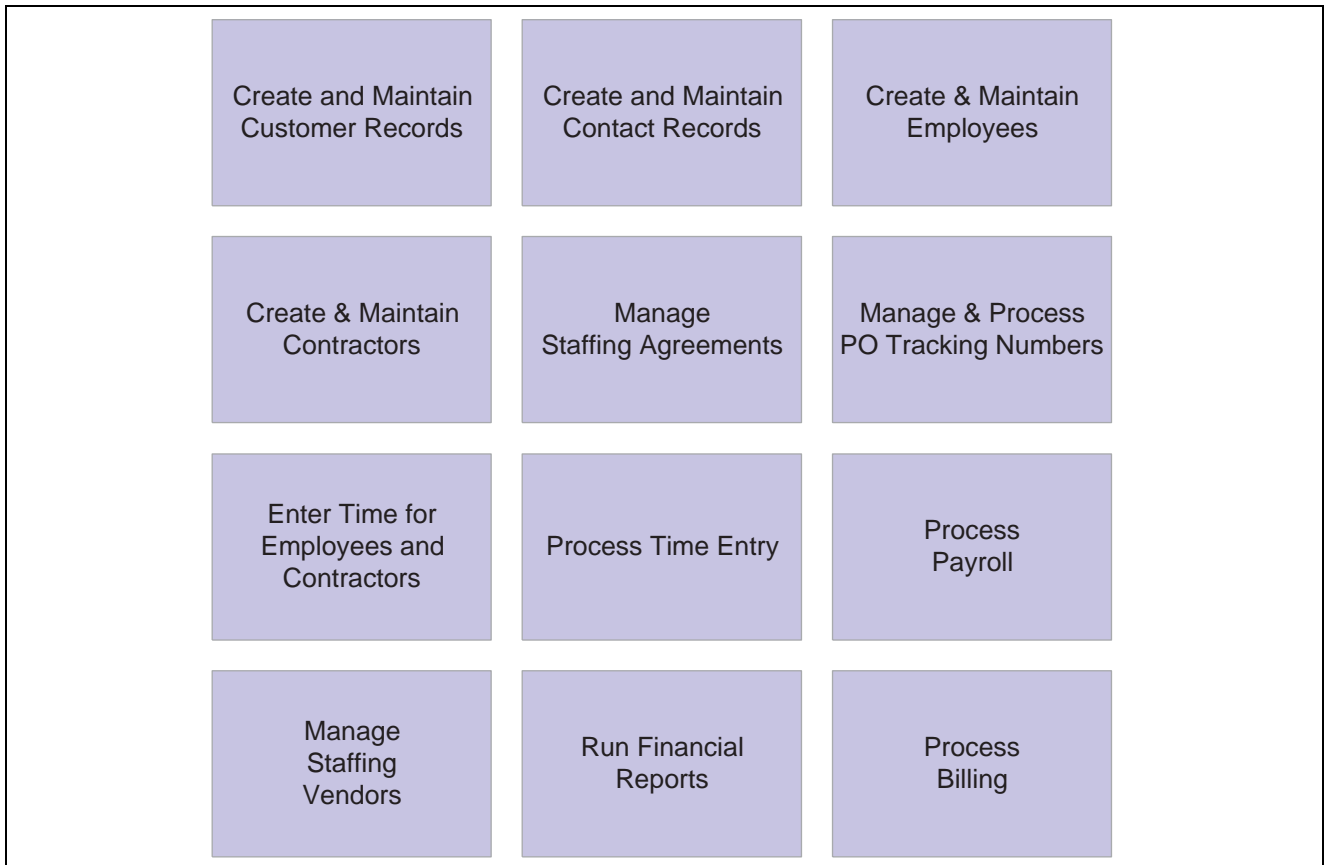 Create and Maintain
Customer Records
Create and Maintain
Contact Records
Create & Maintain
Employees
Create & Maintain
Contractors
Manage
Staffing Agreements
Manage & Process
PO Tracking Numbers
Enter Time for
Employees and
Contractors
Process Time Entry
Process
Payroll
Manage
Staffing
Vendors
Run Financial
Reports
Process
Billing